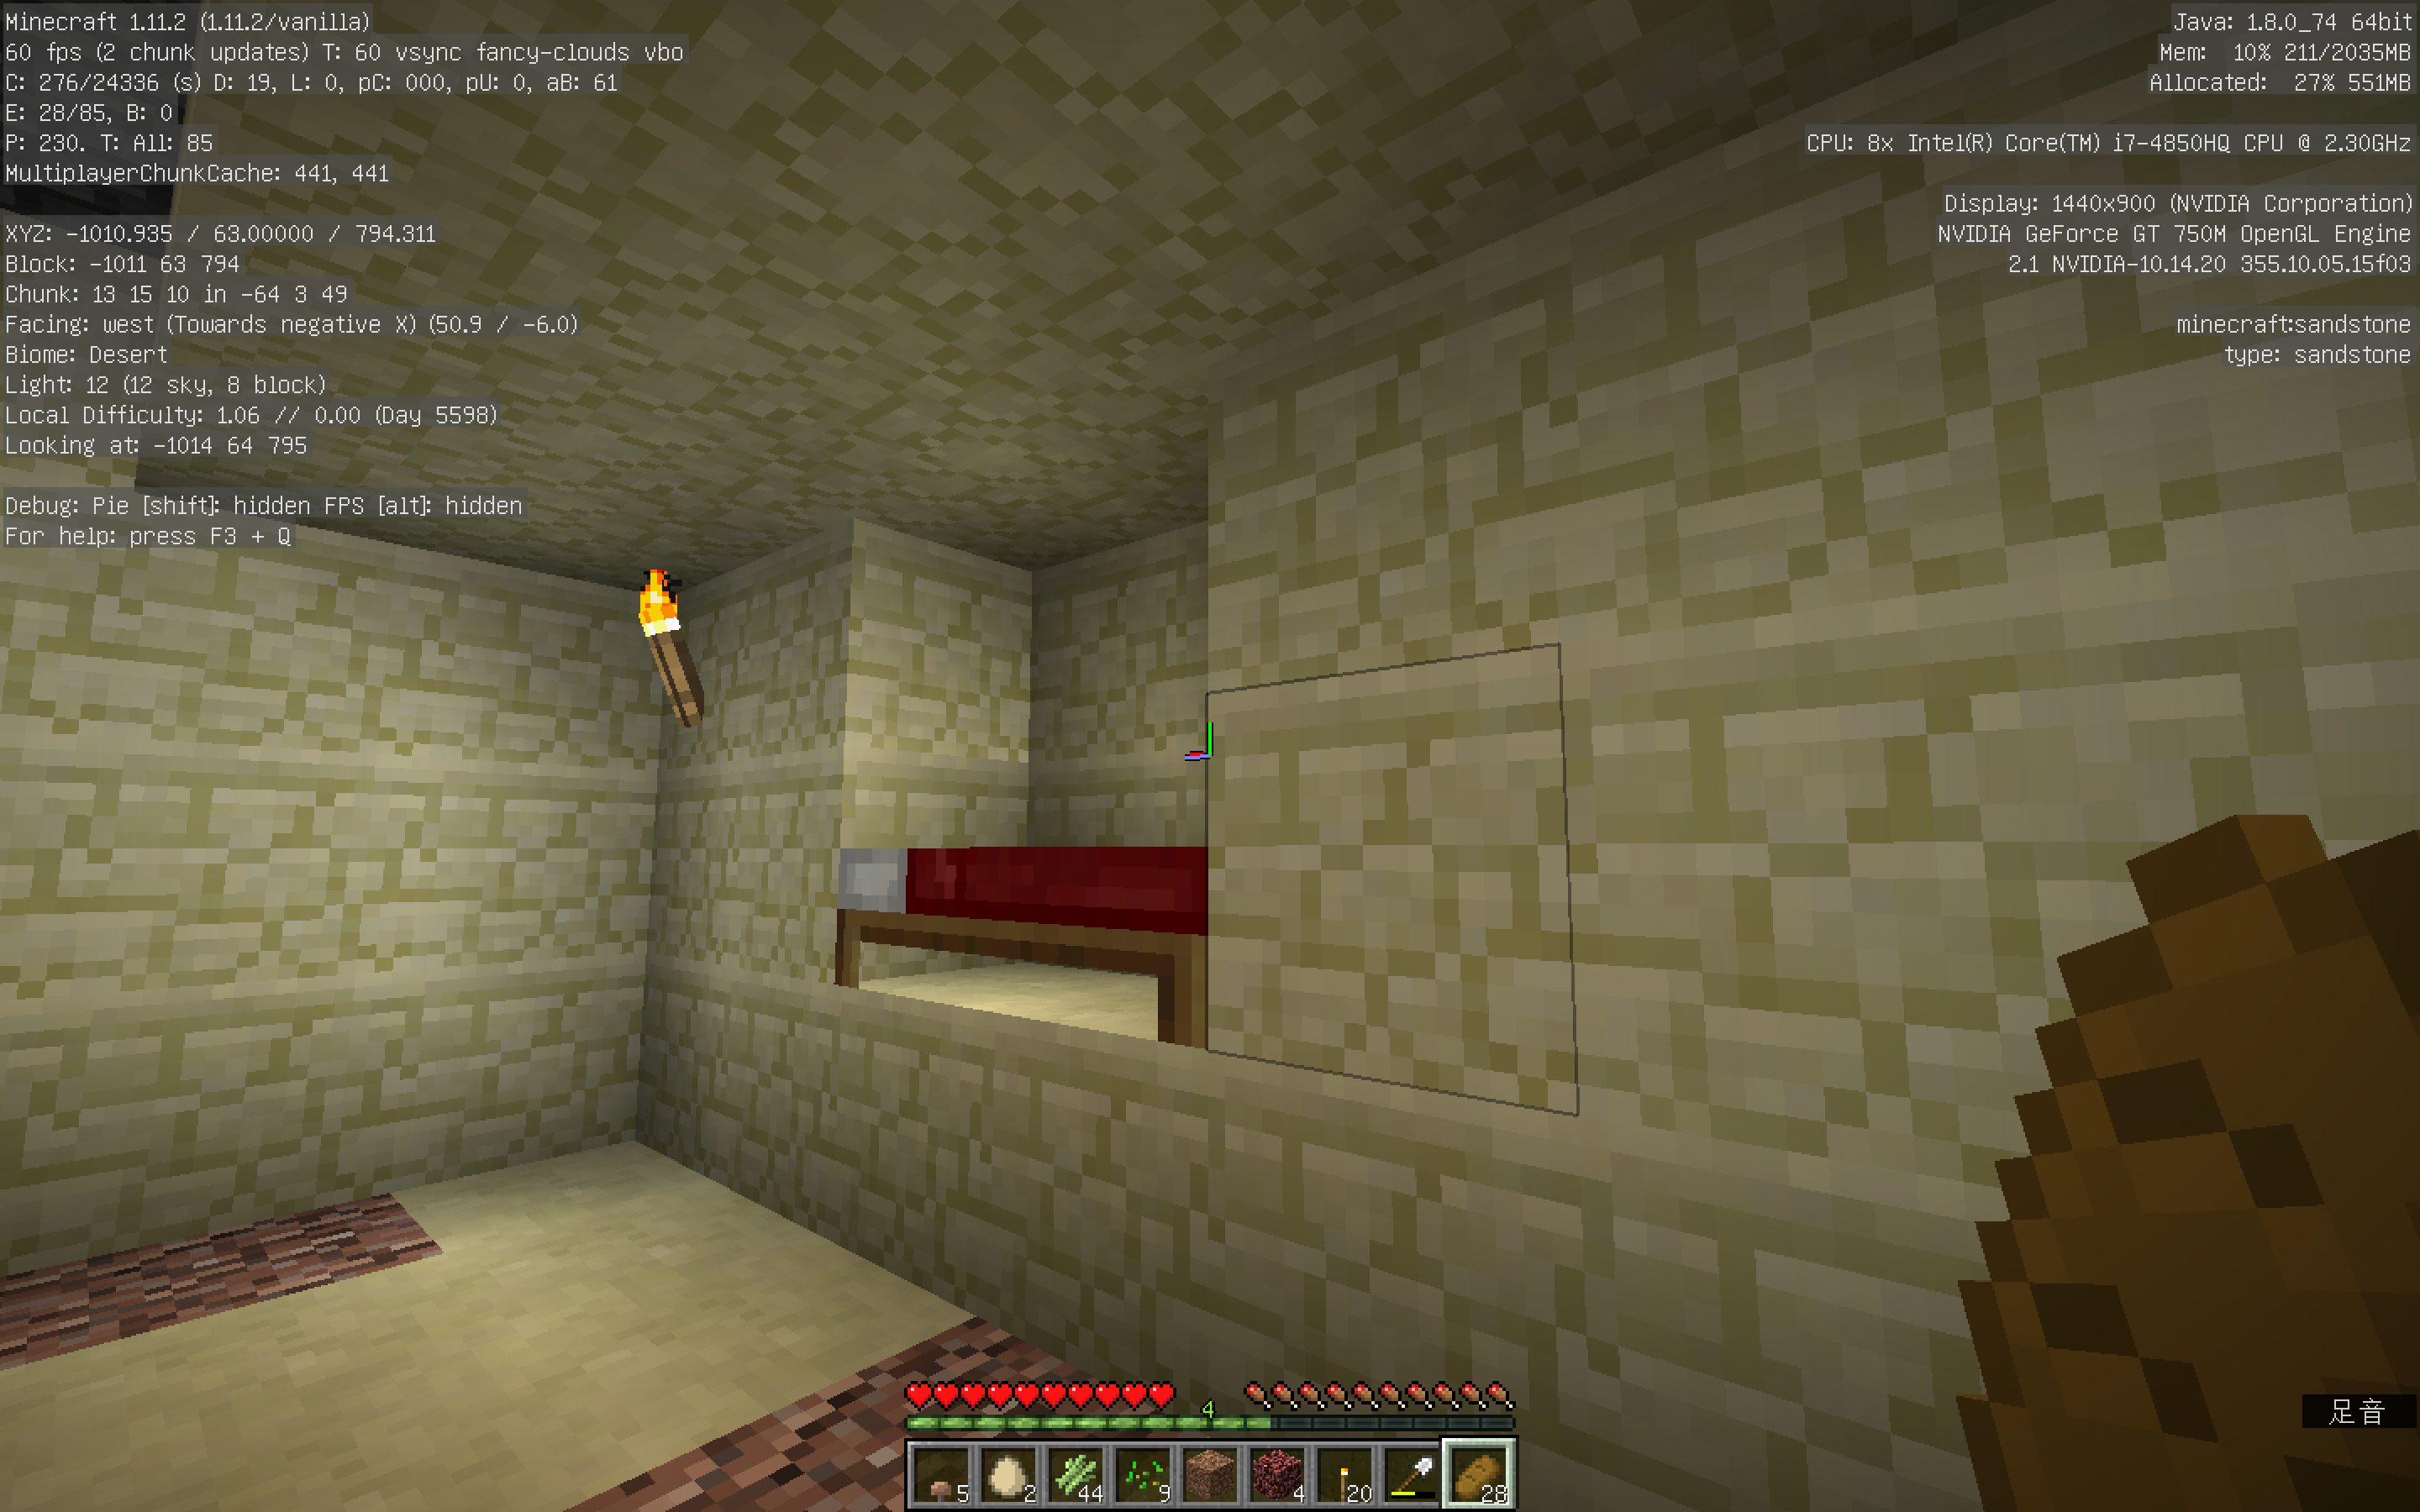 Minecraft 1.11.2 (1.11.2/vanilla)
60 fps (2 chunk updates) T: 60 vsync fancy-clouds vbo
C: 276/24336 (s) D: 19, L: 0, pC: 000, pU: 0, aB: 61
E: 28/85, B: 0
P: 230. T: All: 85
MultiplayerChunkCache: 441, 441
XYZ: -1010.935 / 63.00000 / 794.311
Block: -1011 63 794
Chunk: 13 15 10 in -64 3 49
Facing: west (Towards negative X) (50.9 / -6.0)
Biome: Desert
Light: 12 (12 sky, 8 block)
Local Difficulty: 1.06 // 0.00 (Day 5598)
Looking at: -1014 64 795
Debug: Pie [shift]: hidden FPS [alt]: hidden
For help: press F3 + Q
Java: 1.8.0_74 64bit
Mem: 10% 211/2035MB
Allocated: 27% 551MB
CPU: 8x Intel(R) Core(TM) i7-4850HQ CPU @ 2.30GHz
Display: 1440x900 (NVIDIA Corporation)
NVIDIA GeForce GT 750M OpenGL Engine
2.1 NVIDIA-10.14.20 355.10.05.15f03
minecraft:sandstone
type: sandstone
足音
4
5 2 44 9 4 20 28